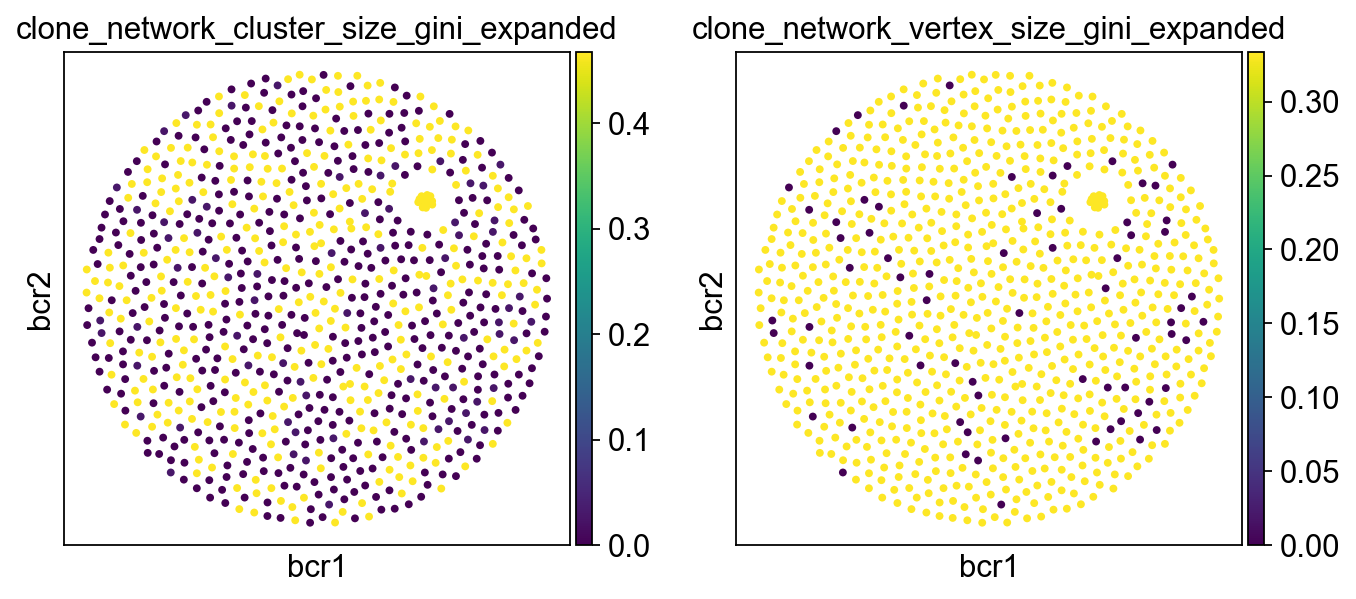 clone_network_cluster_size_gini_expanded
clone_network_vertex_size_gini_expanded
bcr2
bcr1
0.4
0.3
0.2
0.1
0.0
bcr2
bcr1
0.30
0.25
0.20
0.15
0.10
0.05
0.00